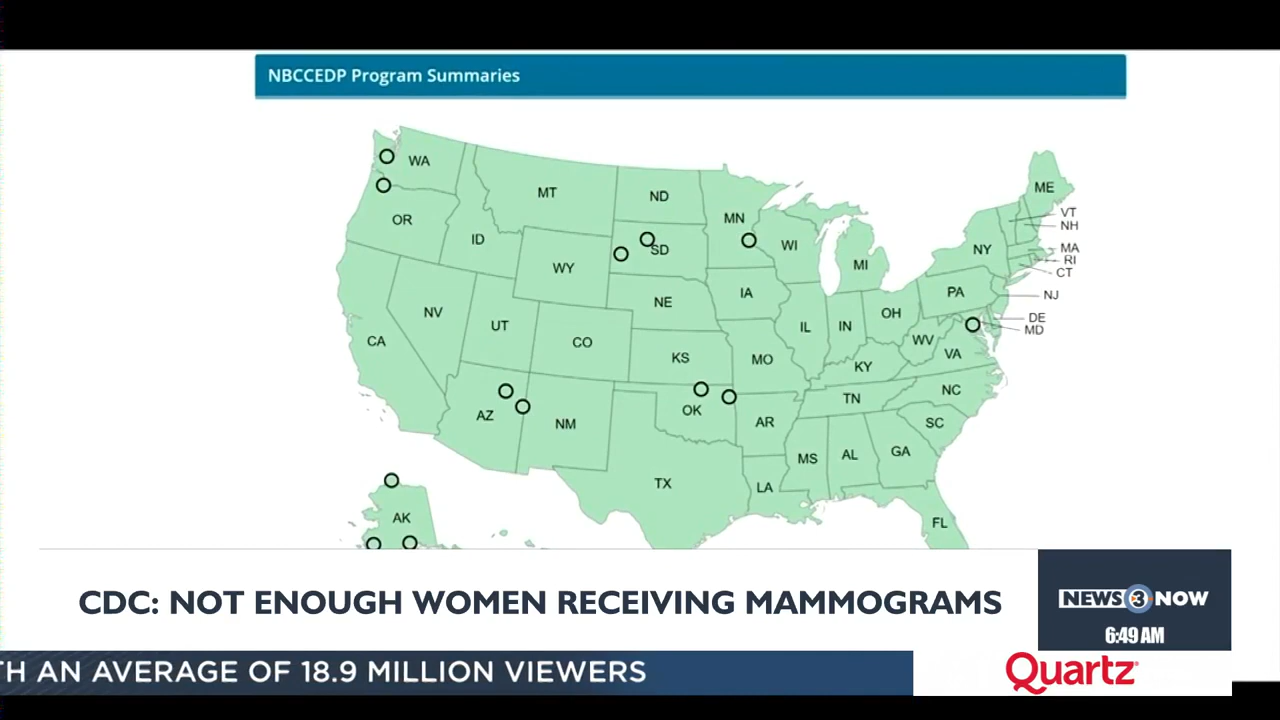 NBCCEDP Program Summaries
WA
MT
ND
ME
MN
VT
NH
OR
ID
SD
WI
NY
MA
RI
CT
WY
MI
PA
NJ
NE
IA
NV
UT
CO
IL
IN
OH
DE
MD
CA
KS
MO
WV
VA
KY
AZ
NM
OK
AR
TN
NC
SC
MS
AL
GA
TX
LA
AK
FL
CDC: NOT ENOUGH WOMEN RECEIVING MAMMOGRAMS
NEWS 3 NOW
6:49 AM
TH AN AVERAGE OF 18.9 MILLION VIEWERS
Quartz